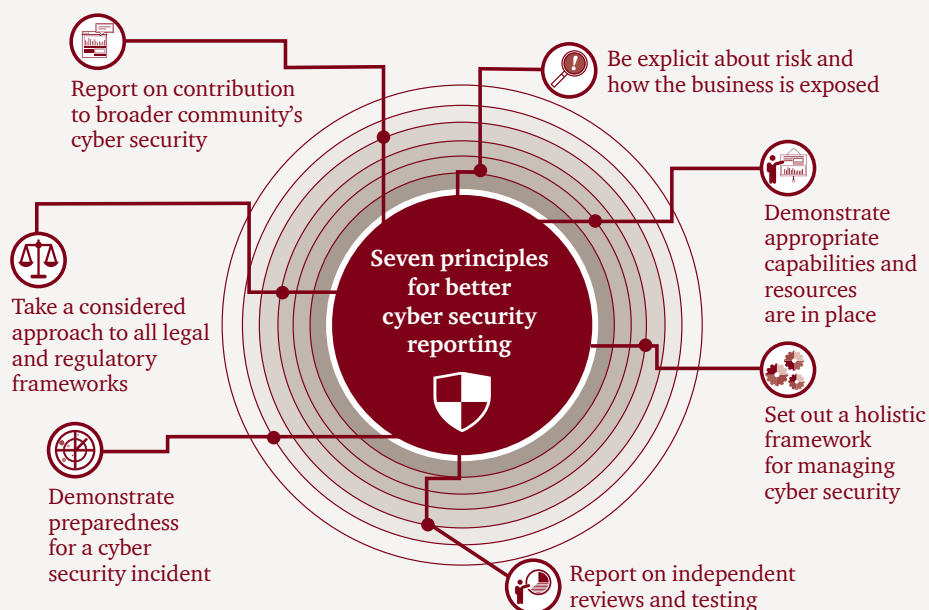 Seven principles
for better
cyber security
reporting
Be explicit about risk and
how the business is exposed
Demonstrate
appropriate
capabilities and
resources
are in place
Set out a holistic
framework
for managing
cyber security
Report on independent
reviews and testing
Demonstrate
preparedness
for a cyber
security incident
Take a considered
approach to all legal
and regulatory
frameworks
Report on contribution
to broader community’s
cyber security